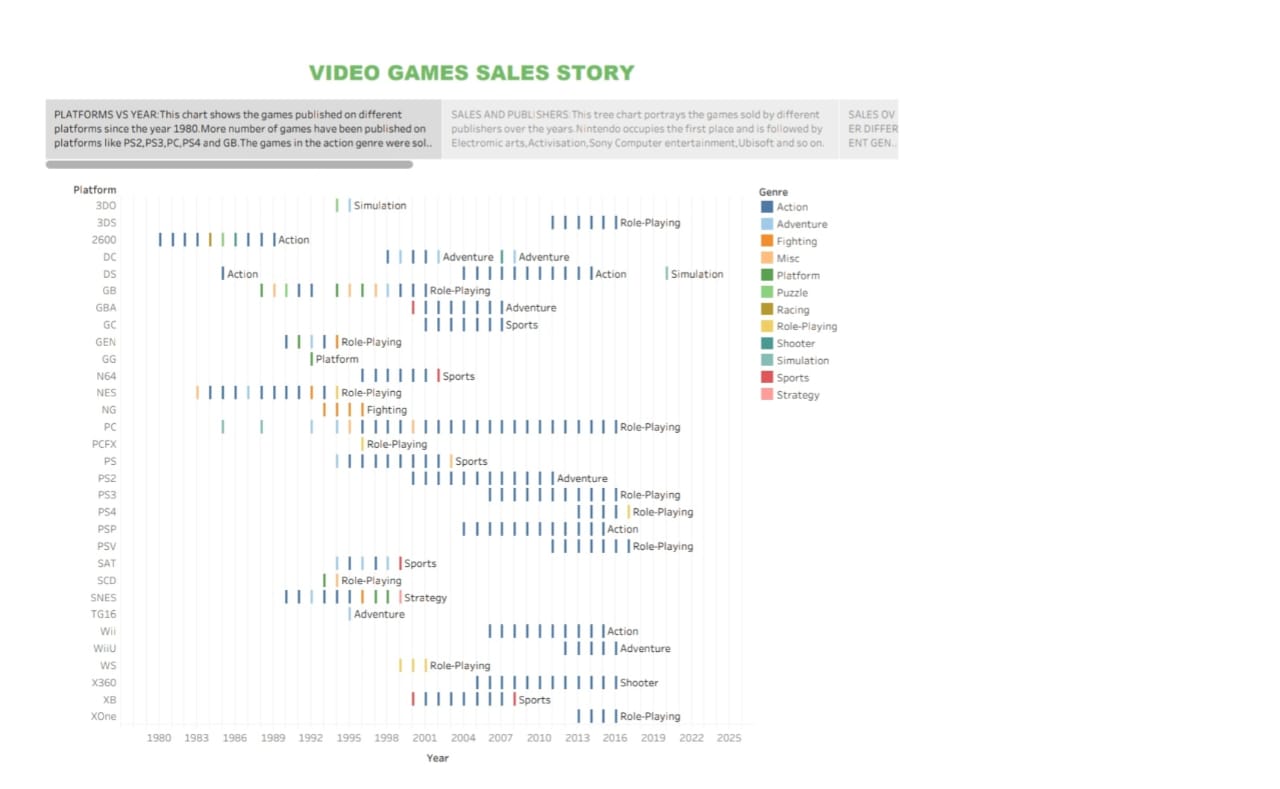 VIDEO GAMES SALES STORY
PLATFORMS VS YEAR:This chart shows the games published on different
platforms since the year 1980.More number of games have been published on
platforms like PS2,PS3,PC,PS4 and GB.The games in the action genre were sol..
SALES AND PUBLISHERS:This tree chart portrays the games sold by different
publishers over the years.Nintendo occupies the first place and is followed by
Electromic arts,Activisation,Sony Computer entertainment,Ubisoft and so on.
SALES OV
ER DIFFER
ENT GEN..
Platform
3DO Simulation
3DS Role-Playing
2600 Action
DC Adventure Adventure
DS Action Action Simulation
GB Role-Playing
GBA Adventure
GC Sports
GEN Role-Playing
GG Platform
N64 Sports
NES Role-Playing
NG Fighting
PC Role-Playing
PCFX Role-Playing
PS Sports
PS2 Adventure
PS3 Role-Playing
PS4 Role-Playing
PSP Action
PSV Role-Playing
SAT Sports
SCD Role-Playing
SNES Strategy
TG16 Adventure
Wii Action
WiiU Adventure
WS Role-Playing
X360 Shooter
XB Sports
XOne Role-Playing
1980 1983 1986 1989 1992 1995 1998 2001 2004 2007 2010 2013 2016 2019 2022 2025
Year
Genre
Action
Adventure
Fighting
Misc
Platform
Puzzle
Racing
Role-Playing
Shooter
Simulation
Sports
Strategy